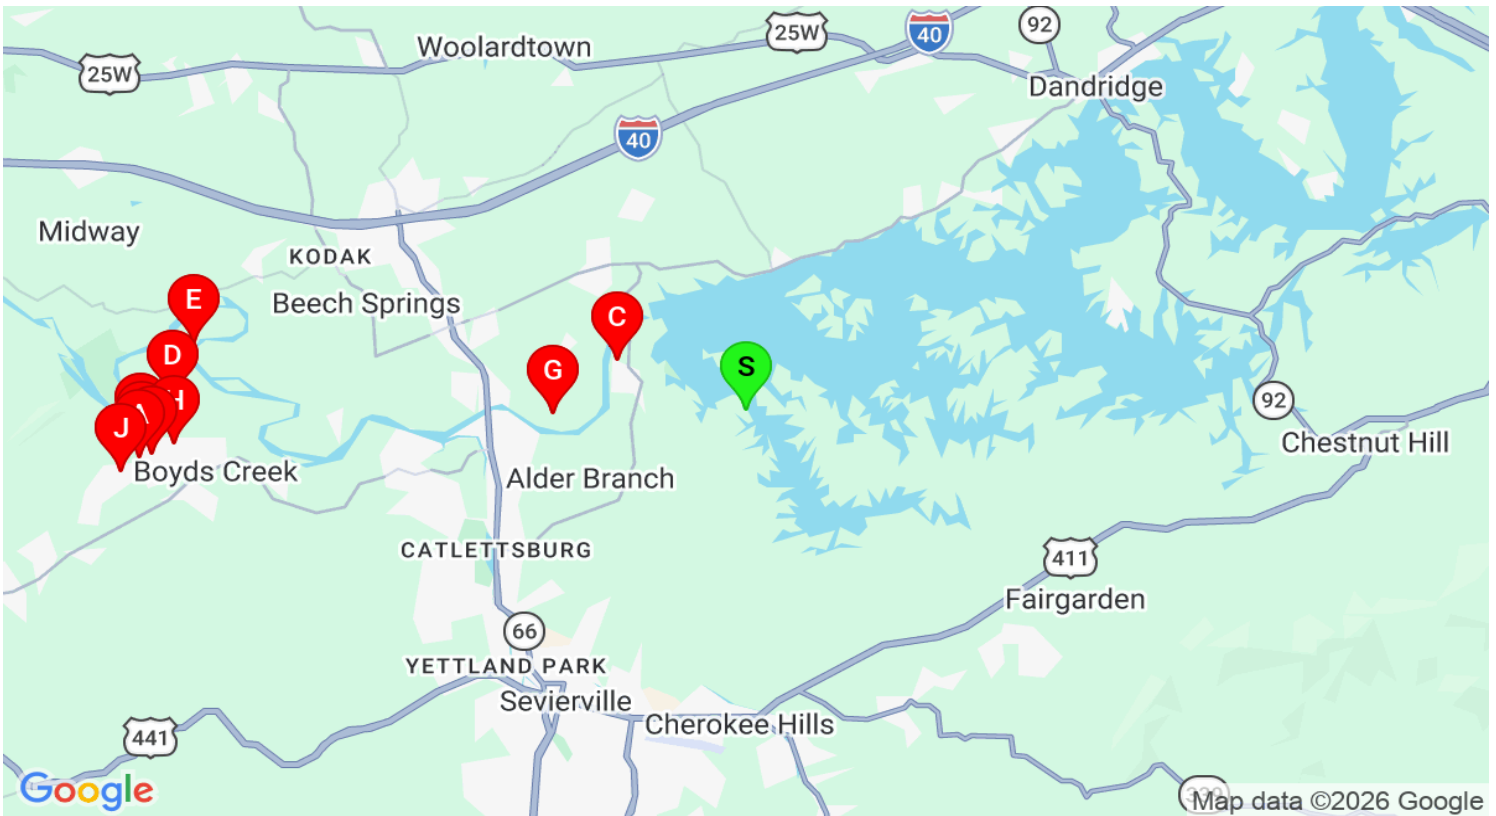 Woolardtown
25W
25W
40
92
Dandridge
40
Midway
KODAK
Beech Springs
E
C
D
G
S
H
A
J
92
Boyds Creek
Alder Branch
Chestnut Hill
CATLETTSBURG
411
Fairgarden
66
YETTLAND PARK
Sevierville
Cherokee Hills
441
Google
339
Map data ©2026 Google